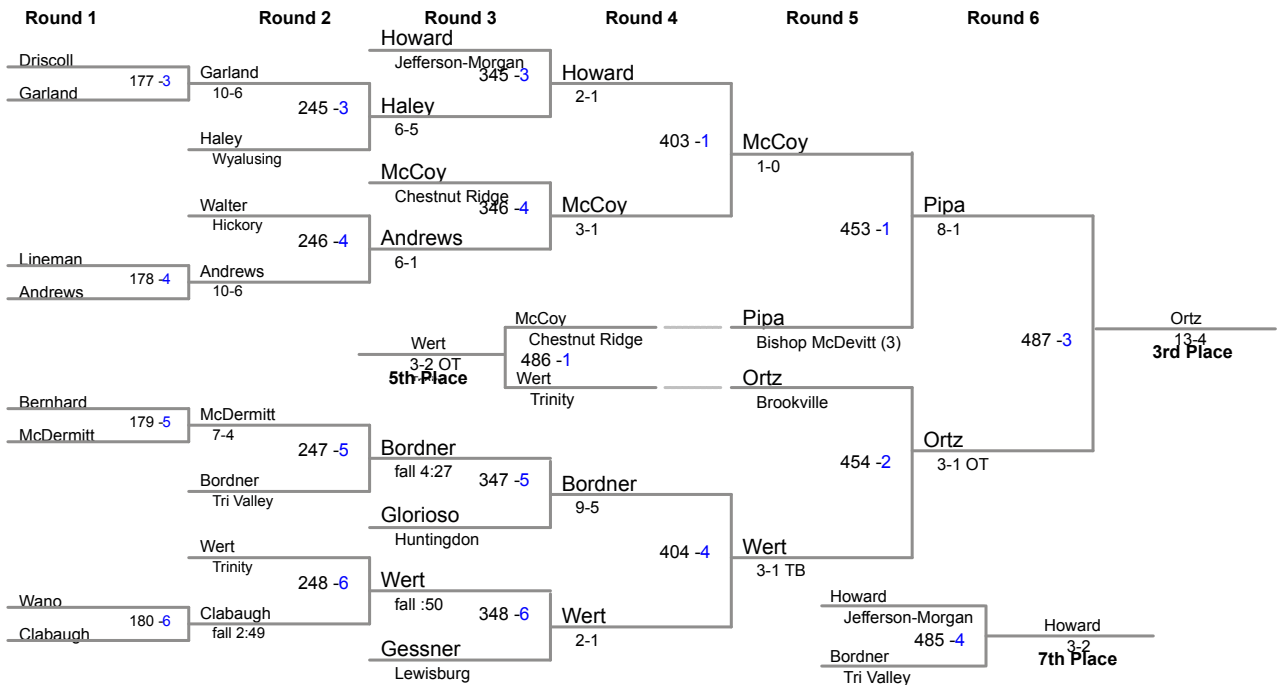 Round 1 Round 2 Round 3 Round 4 Round 5 Round 6
Driscoll
177 -3
Garland
Garland
10-6
245 -3
Haley
Wyalusing
Howard
Jefferson-Morgan
345 -3
Haley
6-5
Howard
2-1
403 -1
McCoy
1-0
Walter
Hickory
246 -4
Lineman
178 -4
Andrews
Andrews
10-6
McCoy
Chestnut Ridge
346 -4
Andrews
6-1
McCoy
3-1
453 -1
Pipa
8-1
Pipa
Bishop McDevitt (3)
487 -3
Ortz
13-4
3rd Place
McCoy
Chestnut Ridge
486 -1
Wert
Trinity
Wert
3-2 OT
5th Place
Ortz
Brookville
454 -2
Ortz
3-1 OT
Bernhard
179 -5
McDermitt
McDermitt
7-4
247 -5
Bordner
Tri Valley
Bordner
fall 4:27
347 -5
Glorioso
Huntingdon
Bordner
9-5
404 -4
Wert
3-1 TB
Wert
Trinity
248 -6
Wano
180 -6
Clabaugh
Clabaugh
fall 2:49
Wert
fall :50
348 -6
Gessner
Lewisburg
Wert
2-1
Howard
Jefferson-Morgan
485 -4
Bordner
Tri Valley
Howard
3-2
7th Place